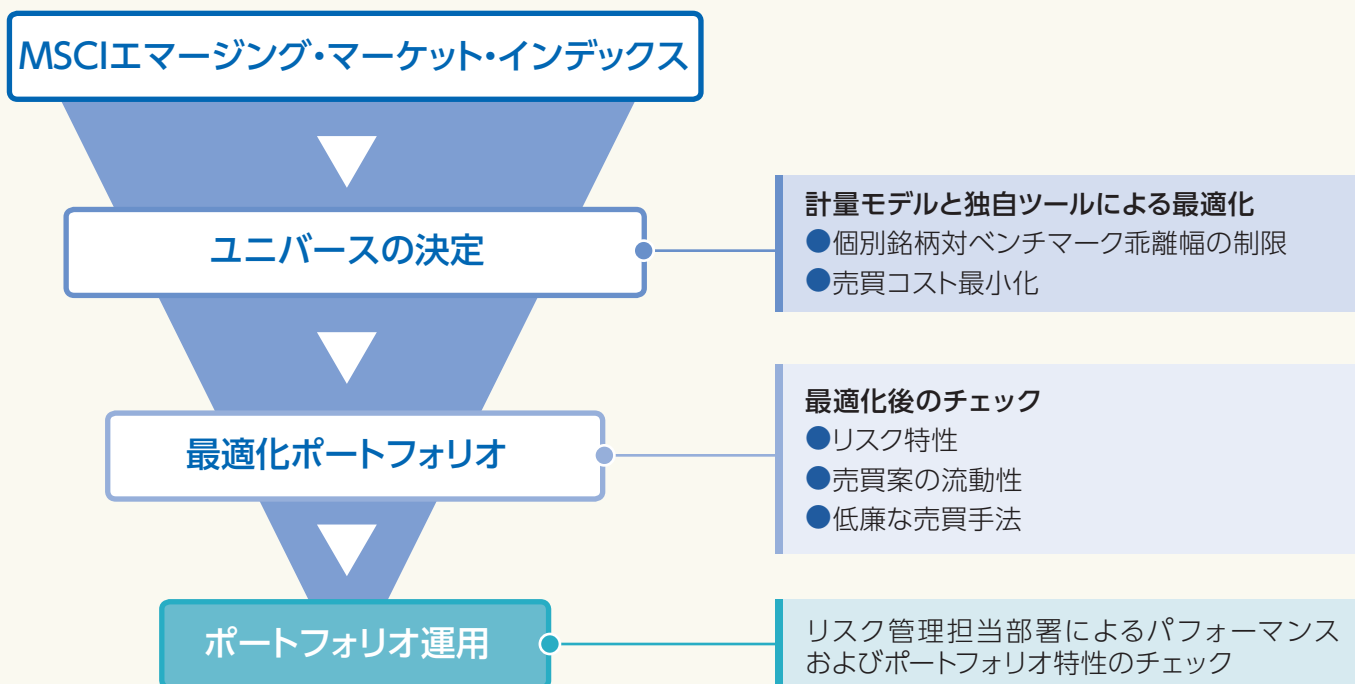 MSCIエマージング・マーケット・インデックス
ユニバースの決定
計量モデルと独自ツールによる最適化
●個別銘柄対ベンチマーク乖離幅の制限
●売買コスト最小化
最適化ポートフォリオ
最適化後のチェック
●リスク特性
●売買案の流動性
●低廉な売買手法
ポートフォリオ運用
リスク管理担当部署によるパフォーマンス
およびポートフォリオ特性のチェック